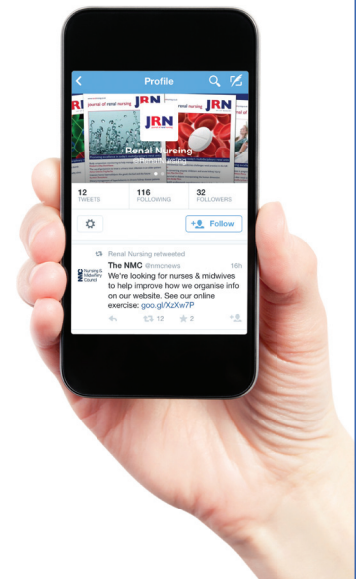 Profile
journal of renal nursing JRN
JRN
JRN
Renal Nursing
12 116 32
TWEETS FOLLOWING FOLLOWERS
Follow
Renal Nursing retweeted
The NMC @nmcnews 16h
NMC Nursing & Midwifery Council
We're looking for nurses & midwives
to help improve how we organise info
on our website. See our online
exercise: goo.gl/XzXw7P
12 2